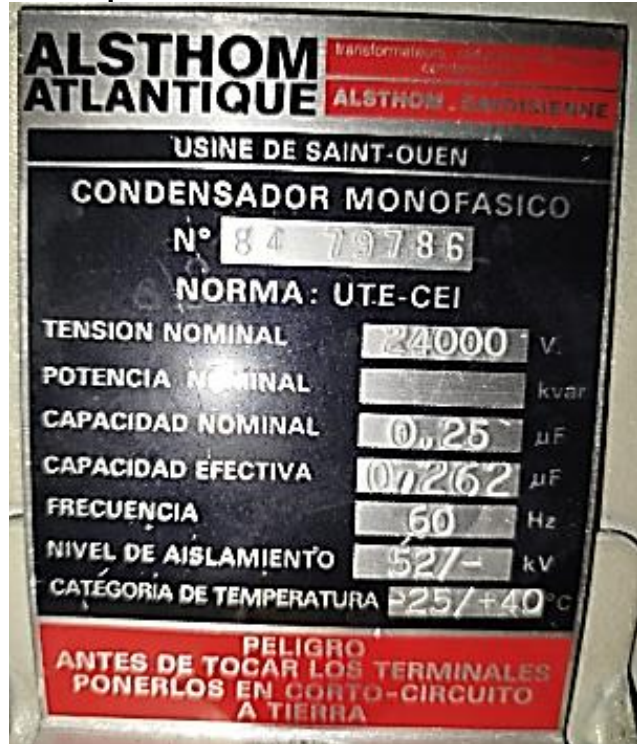 ALSTHOM
ATLANTIQUE
ALSTHOM
USINE DE SAINT-OUEN
CONDENSADOR MONOFASICO
N° 84 79786
NORMA: UTE-CEI
TENSION NOMINAL 24000 V.
POTENCIA NOMINAL kvar
CAPACIDAD NOMINAL 0,25 µF
CAPACIDAD EFECTIVA 0,262 µF
FRECUENCIA 60 Hz
NIVEL DE AISLAMIENTO 52/- kV
CATEGORIA DE TEMPERATURA -25/+40 °C
PELIGRO
ANTES DE TOCAR LOS TERMINALES
PONERLOS EN CORTO-CIRCUITO
A TIERRA